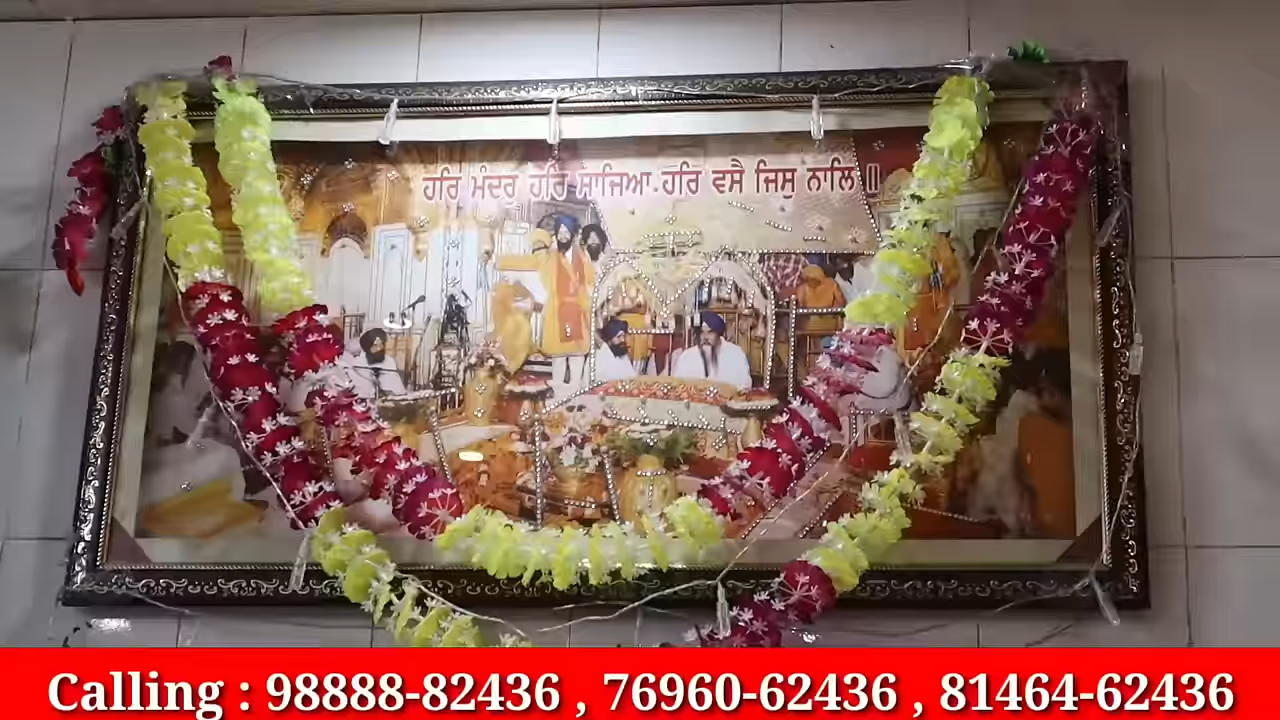 ਹਰਿ ਮੰਦਰੁ ਹਰਿ ਸਾਜਿਆ ਹਰਿ ਵਸੈ ਜਿਸੁ ਨਾਲਿ ॥
Calling : 98888-82436 , 76960-62436 , 81464-62436